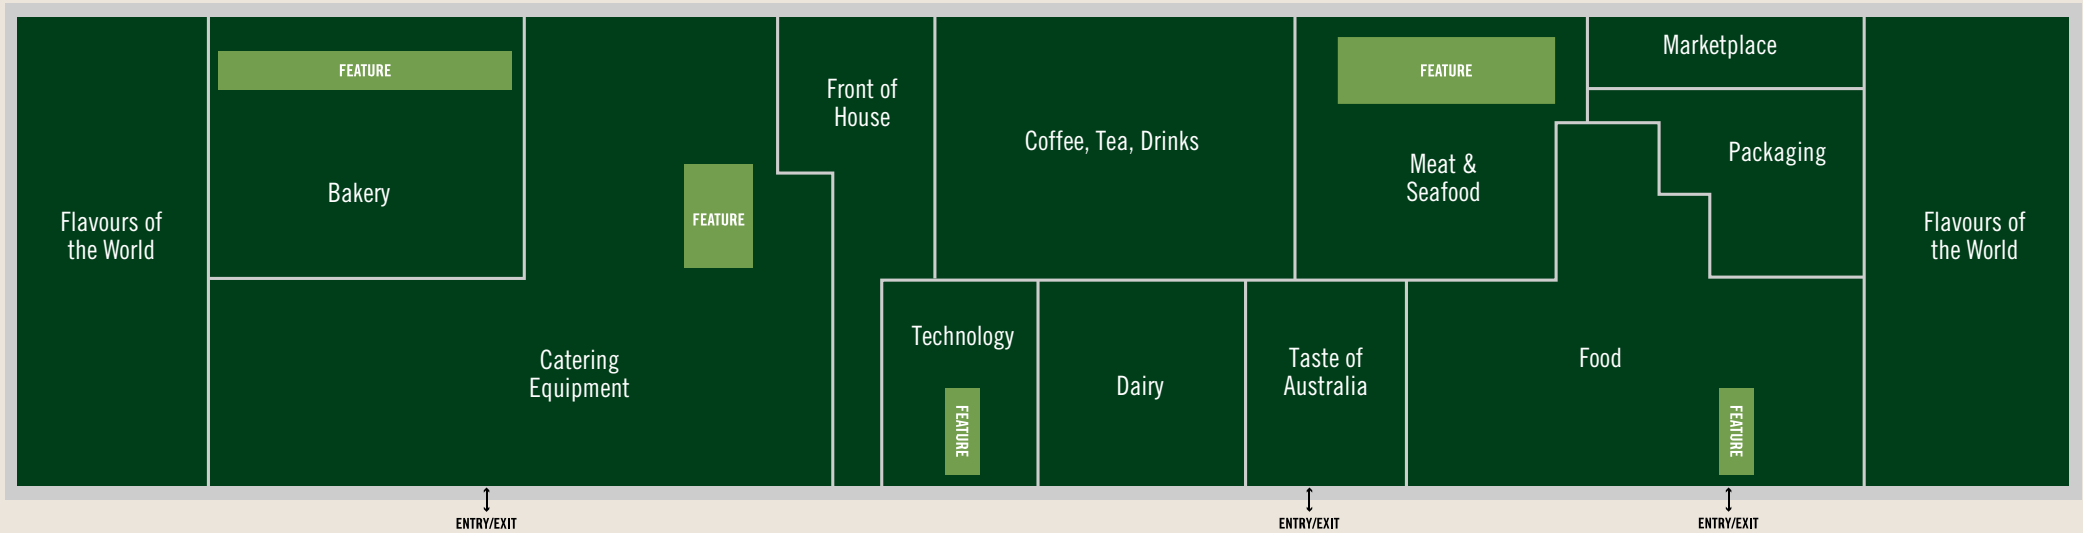 Flavours of
the World
FEATURE
Bakery
Catering
Equipment
FEATURE
Front of
House
Coffee, Tea, Drinks
Technology
FEATURE
Dairy
Taste of
Australia
FEATURE
Meat &
Seafood
Marketplace
Packaging
Food
FEATURE
Flavours of
the World
ENTRY/EXIT
ENTRY/EXIT
ENTRY/EXIT